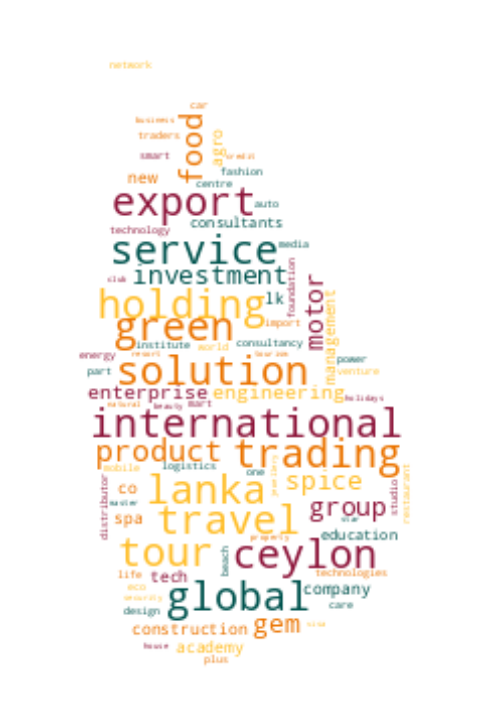 network
car
business
traders
food
agro
smart
credit
fashion
new
centre
export
auto
consultants
technology
service
media
investment
club
foundation
holding
lk
motor
management
green
import
institute
consultancy
world
energy
resort
tourism
power
part
solution
venture
enterprise
engineering
holidays
natural
beauty
mart
international
product
trading
mobile
logistics
one
jewellery
spice
restaurant
studio
distributor
co
lanka
master
group
spa
travel
star
education
property
tour
beach
ceylon
life
tech
technologies
eco
global
company
security
design
care
construction
gem
visa
house
academy
plus